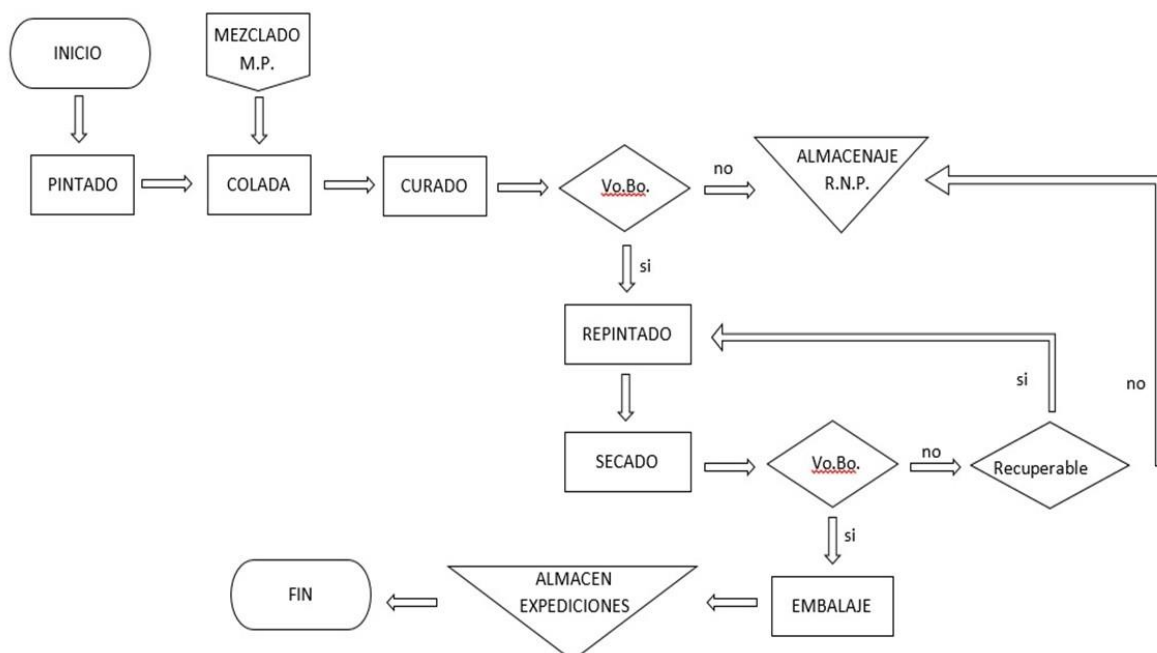 INICIO
MEZCLADO
M.P.
PINTADO
COLADA
CURADO
Vo.Bo.
no
ALMACENAJE
R.N.P.
si
REPINTADO
si
no
SECADO
Vo.Bo.
no
Recuperable
si
FIN
ALMACEN
EXPEDICIONES
EMBALAJE